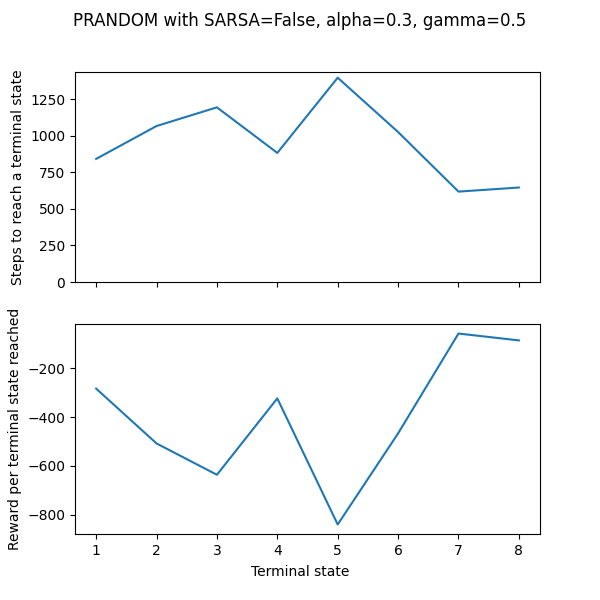 PRANDOM with SARSA=False, alpha=0.3, gamma=0.5
Steps to reach a terminal state
1250
1000
750
500
250
0
Reward per terminal state reached
−200
−400
−600
−800
1 2 3 4 5 6 7 8
Terminal state